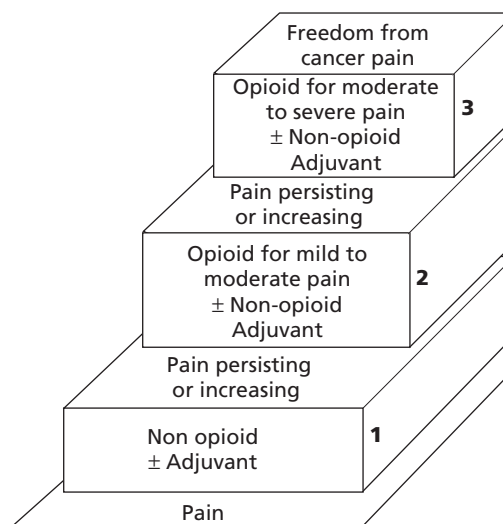 Freedom from
cancer pain
Opioid for moderate
to severe pain
± Non-opioid
Adjuvant
3
Pain persisting
or increasing
Opioid for mild to
moderate pain
± Non-opioid
Adjuvant
2
Pain persisting
or increasing
Non opioid
± Adjuvant
1
Pain